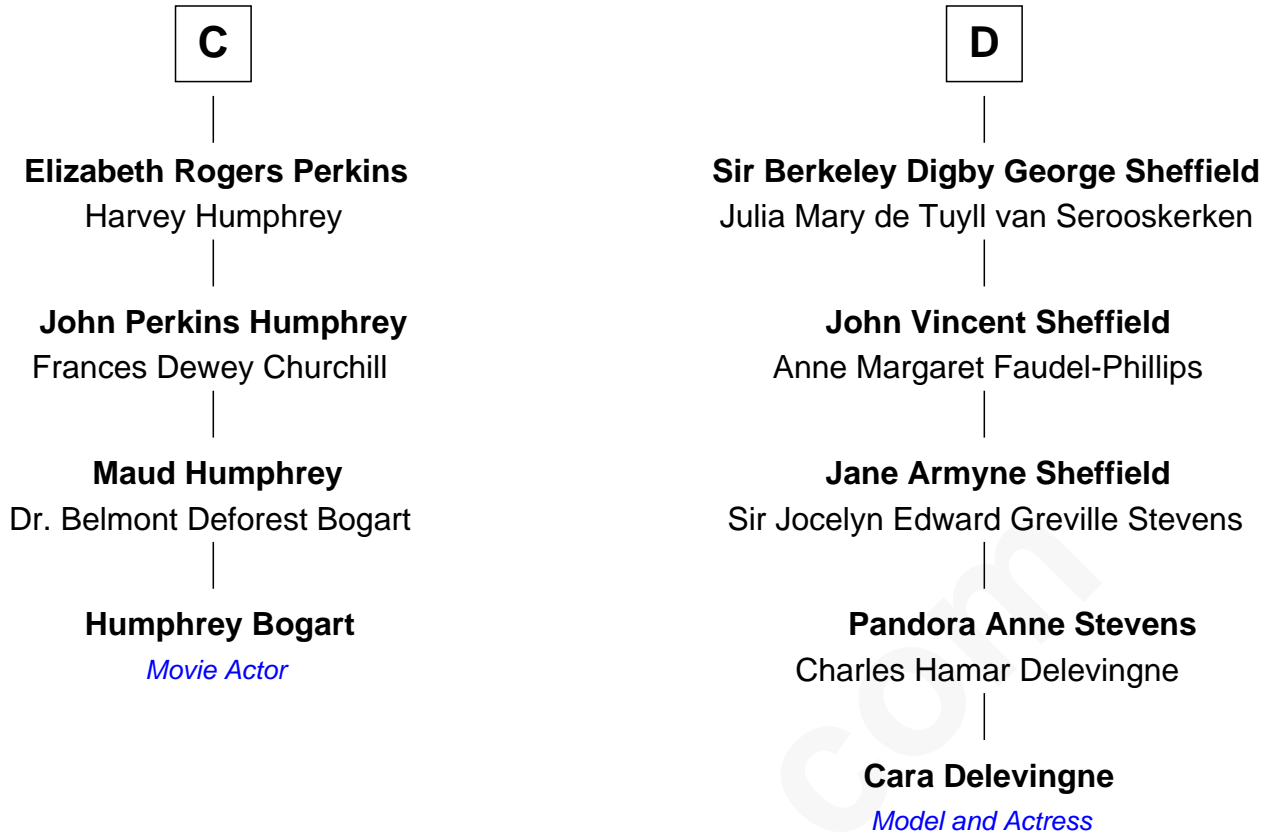 C
Elizabeth Rogers Perkins
Harvey Humphrey
John Perkins Humphrey
Frances Dewey Churchill
Maud Humphrey
Dr. Belmont Deforest Bogart
Humphrey Bogart
Movie Actor
D
Sir Berkeley Digby George Sheffield
Julia Mary de Tuyll van Serooskerken
John Vincent Sheffield
Anne Margaret Faudel-Phillips
Jane Armyne Sheffield
Sir Jocelyn Edward Greville Stevens
Pandora Anne Stevens
Charles Hamar Delevingne
Cara Delevingne
Model and Actress
com